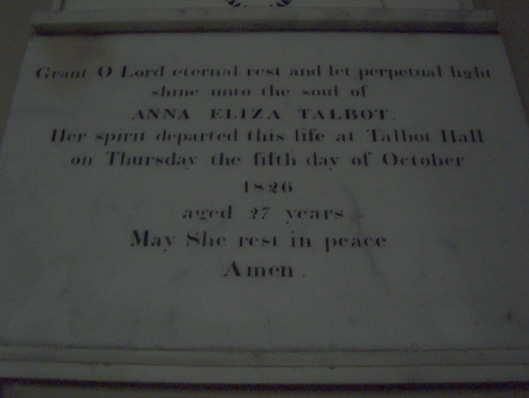 Grant O Lord eternal rest and let perpetual light
shine unto the soul of
ANNA ELIZA TALBOT.
Her spirit departed this life at Talbot Hall
on Thursday the fifth day of October
1826
aged 27 years
May She rest in peace
Amen.